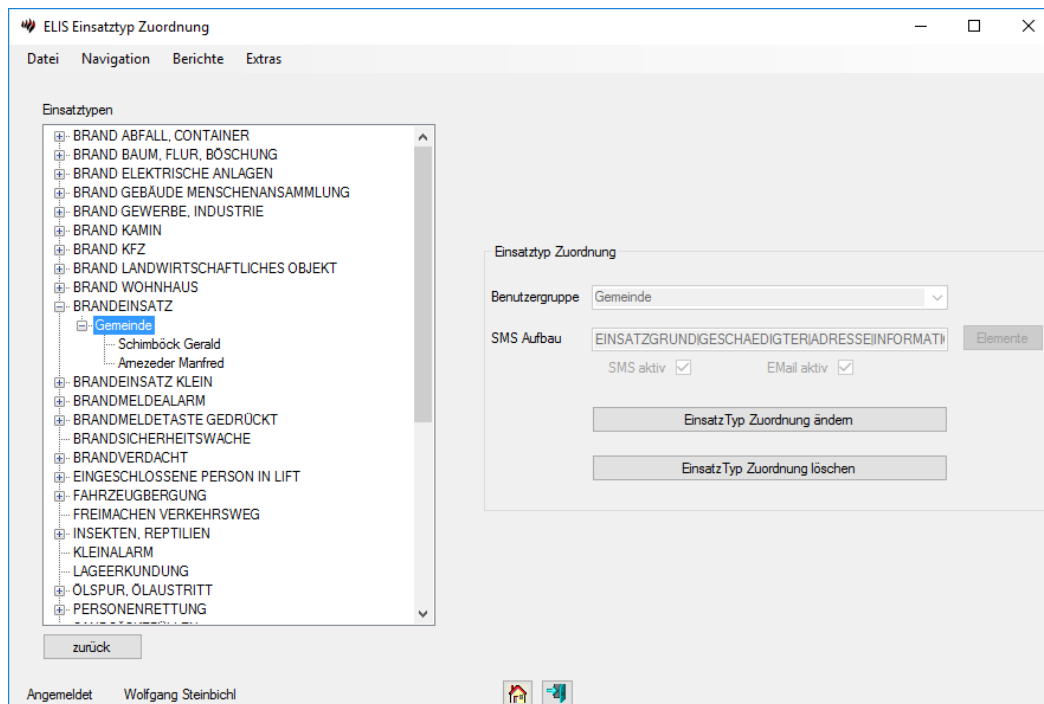 ELIS Einsatztyp Zuordnung
Datei Navigation Berichte Extras
Einsatztypen
BRAND ABFALL, CONTAINER
BRAND BAUM, FLUR, BÖSCHUNG
BRAND ELEKTRISCHE ANLAGEN
BRAND GEBÄUDE MENSCHENANSAMMLUNG
BRAND GEWERBE, INDUSTRIE
BRAND KAMIN
BRAND KFZ
BRAND LANDWIRTSCHAFTLICHES OBJEKT
BRAND WOHNHAUS
BRANDEINSATZ
Gemeinde
Schimböck Gerald
Amezeder Manfred
BRANDEINSATZ KLEIN
BRANDMELDEALARM
BRANDMELDETASTE GEDRÜCKT
BRANDSICHERHEITSWACHE
BRANDVERDACHT
EINGESCHLOSSENE PERSON IN LIFT
FAHRZEUGBERGUNG
FREIMACHEN VERKEHRSWEG
INSEKTEN, REPTILIEN
KLEINALARM
LAGEERKUNDUNG
ÖLSPUR, ÖLAUSTRITT
PERSONENRETTUNG
zurück
Einsatztyp Zuordnung
Benutzergruppe Gemeinde
SMS Aufbau EINSATZGRUND|GESCHAEDIGTER|ADRESSE|INFORMATI Elemente
SMS aktiv EMail aktiv
EinsatzTyp Zuordnung ändern
EinsatzTyp Zuordnung löschen
Angemeldet Wolfgang Steinbichl